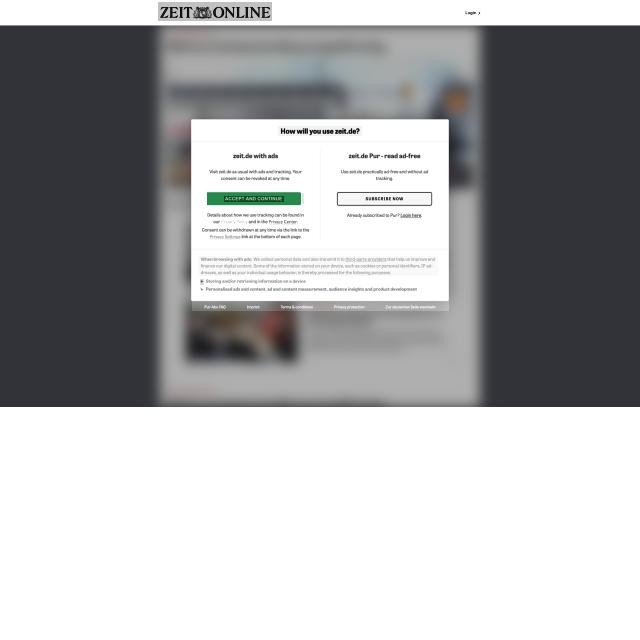 ZEIT ONLINE
Login
How will you use zeit.de?
zeit.de with ads
Visit zeit.de as usual with ads and tracking. Your
consent can be revoked at any time.
ACCEPT AND CONTINUE
Details about how we use tracking can be found in
our Privacy Policy and in the Privacy Center.
Consent can be withdrawn at any time via the link to the
Privacy Settings link at the bottom of each page.
zeit.de Pur - read ad-free
Use zeit.de practically ad-free and without ad
tracking.
SUBSCRIBE NOW
Already subscribed to Pur? Login here.
When browsing with ads: We collect personal data and also transmit it to third-party providers that help us improve and
finance our digital content. Some of the information stored on your device, such as cookies or personal identifiers, IP ad-
dresses, as well as your individual usage behavior, is thereby processed for the following purposes:
Storing and/or retrieving information on a device
Personalised ads and content, ad and content measurement, audience insights and product development
Pur-Abo FAQ Imprint Terms & conditions Privacy protection Zur deutschen Seite wechseln